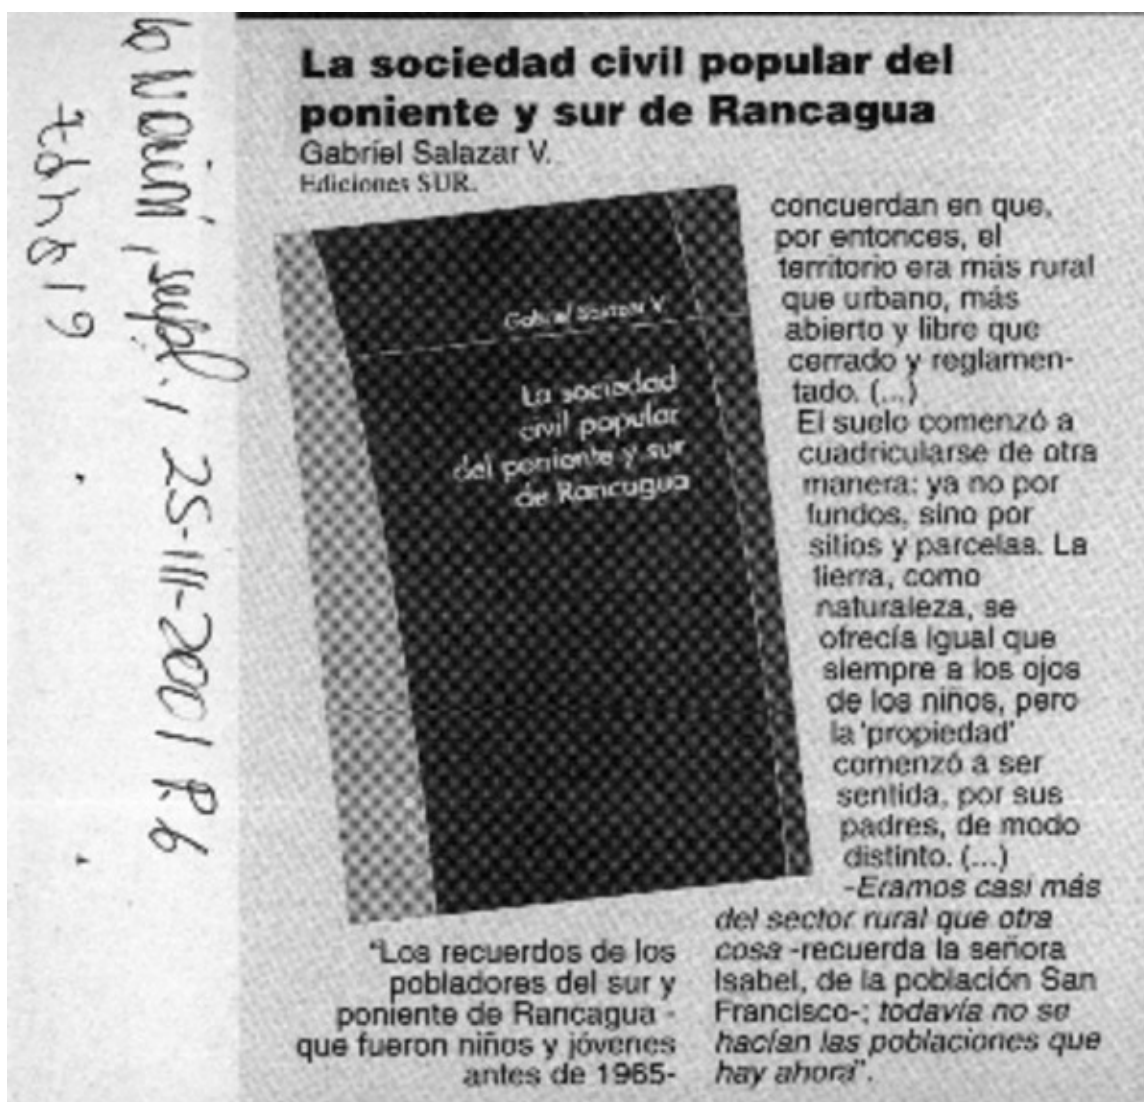 la Nación, supl., 25-III-2001 P.6
La sociedad civil popular del
poniente y sur de Rancagua
Gabriel Salazar V.
Ediciones SUR.
Gabriel Salazar V.
La sociedad
civil popular
del poniente y sur
de Rancagua
"Los recuerdos de los
pobladores del sur y
poniente de Rancagua -
que fueron niños y jóvenes
antes de 1965-
concuerdan en que,
por entonces, el
territorio era más rural
que urbano, más
abierto y libre que
cerrado y reglamen-
tado. (...)
El suelo comenzó a
cuadricularse de otra
manera: ya no por
fundos, sino por
sitios y parcelas. La
tierra, como
naturaleza, se
ofrecía igual que
siempre a los ojos
de los niños, pero
la 'propiedad'
comenzó a ser
sentida, por sus
padres, de modo
distinto. (...)
-Eramos casi más
del sector rural que otra
cosa -recuerda la señora
Isabel, de la población San
Francisco-; todavía no se
hacían las poblaciones que
hay ahora".